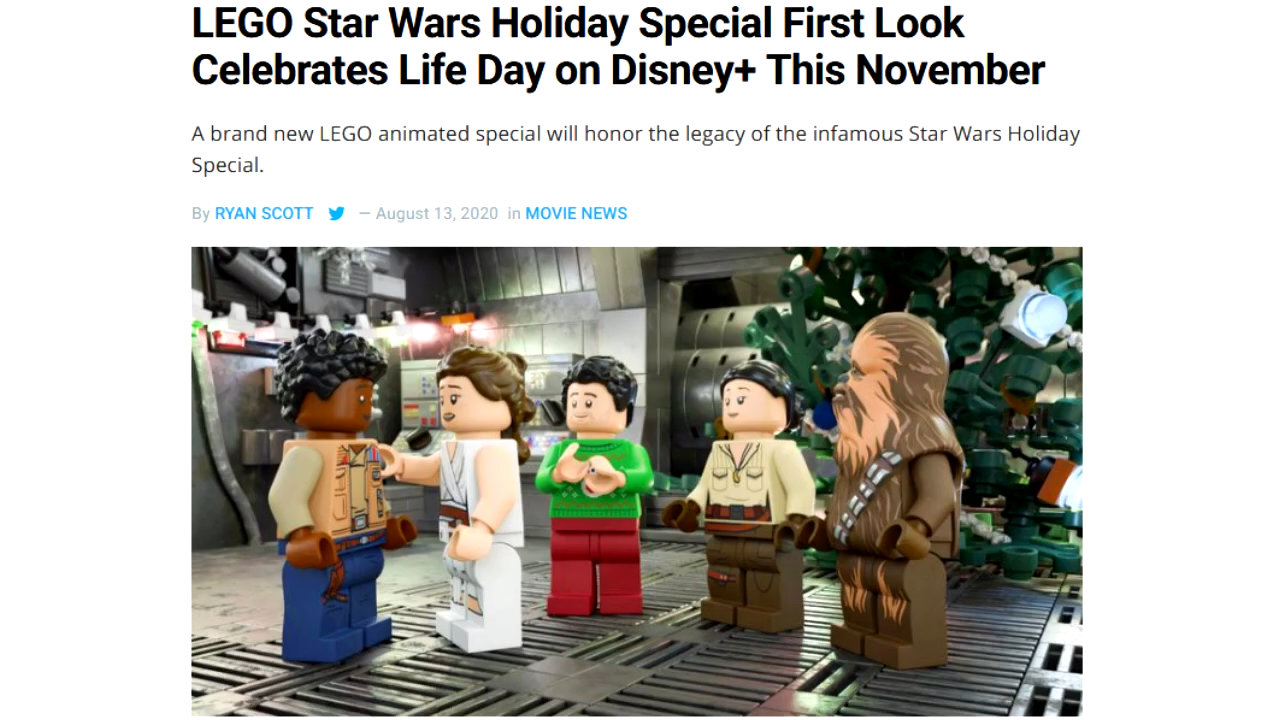 LEGO Star Wars Holiday Special First Look
Celebrates Life Day on Disney+ This November
A brand new LEGO animated special will honor the legacy of the infamous Star Wars Holiday
Special.
By RYAN SCOTT — August 13, 2020 in MOVIE NEWS